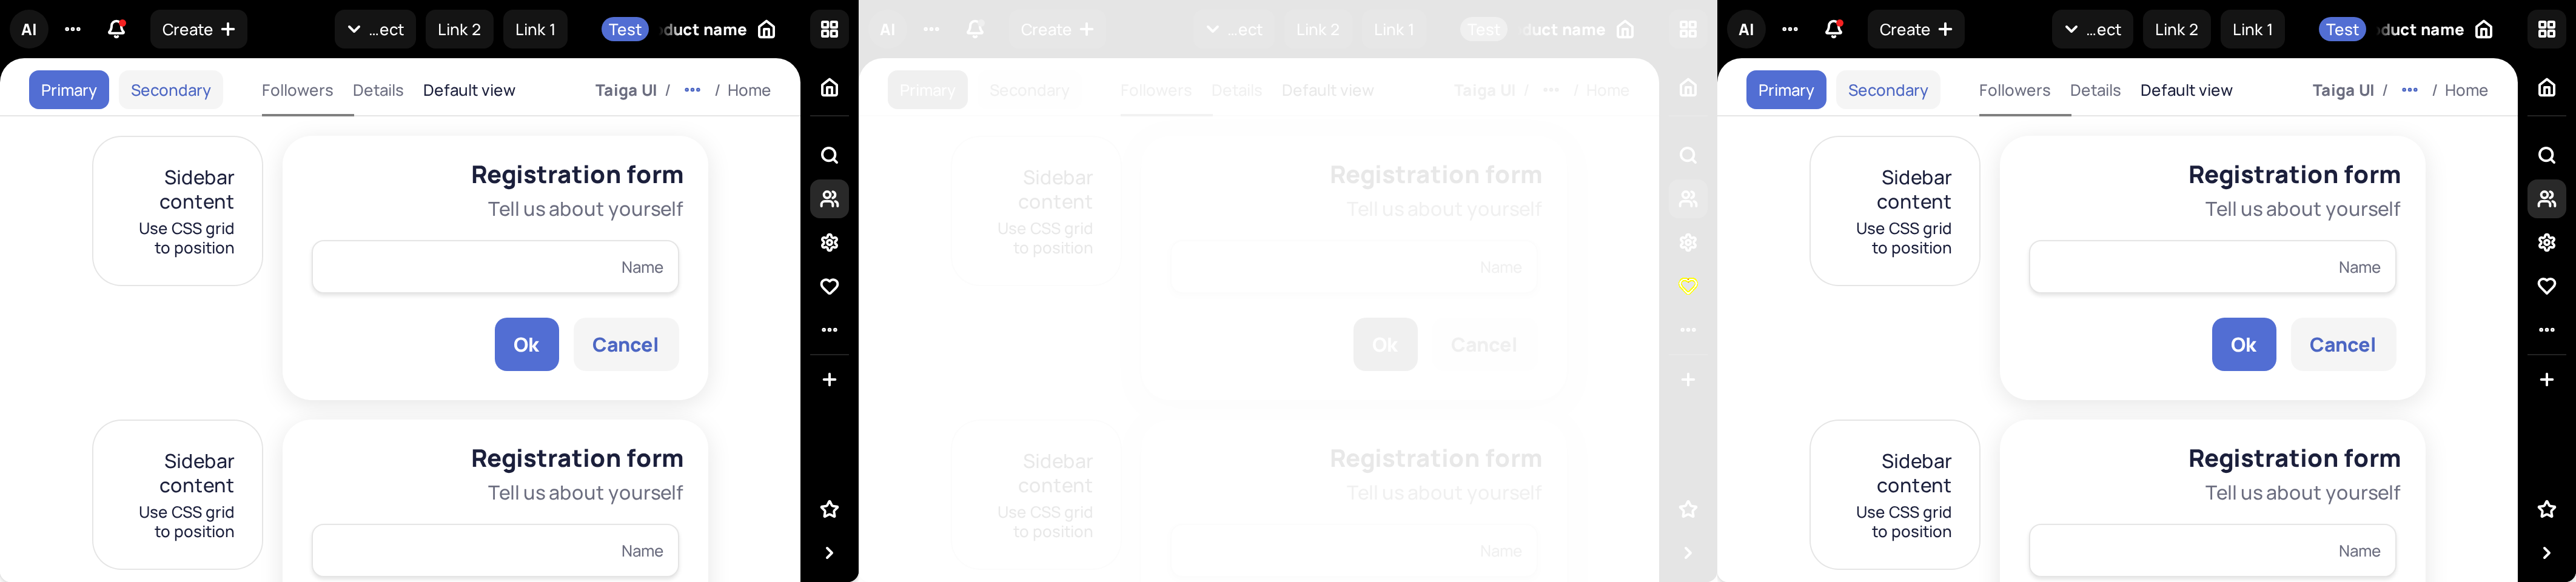 AI ... Create + ...ect Link 2 Link 1 Test duct name
Primary Secondary Followers Details Default view Taiga UI / ... / Home
Sidebar
content
Use CSS grid
to position
Registration form
Tell us about yourself
Name
Ok Cancel
Sidebar
content
Use CSS grid
to position
Registration form
Tell us about yourself
Name
AI ... Create + ...ect Link 2 Link 1 Test duct name
Primary Secondary Followers Details Default view Taiga UI / ... / Home
Sidebar
content
Use CSS grid
to position
Registration form
Tell us about yourself
Name
Ok Cancel
Sidebar
content
Use CSS grid
to position
Registration form
Tell us about yourself
Name
AI ... Create + ...ect Link 2 Link 1 Test duct name
Primary Secondary Followers Details Default view Taiga UI / ... / Home
Sidebar
content
Use CSS grid
to position
Registration form
Tell us about yourself
Name
Ok Cancel
Sidebar
content
Use CSS grid
to position
Registration form
Tell us about yourself
Name